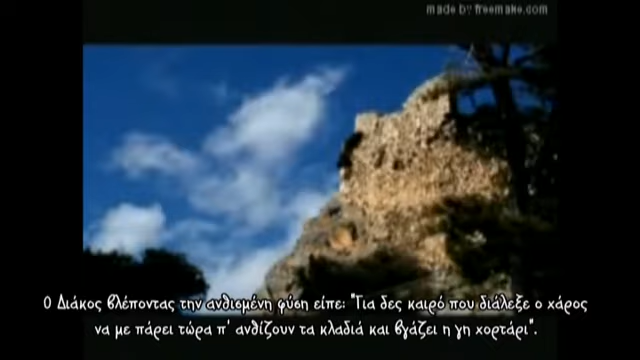 made by freemake.com
Ο Διάκος βλέποντας την ανθισμένη φύση είπε: "Για δες καιρό που διάλεξε ο χάρος
να με πάρει τώρα π' ανθίζουν τα κλαδιά και βγάζει η γη χορτάρι".